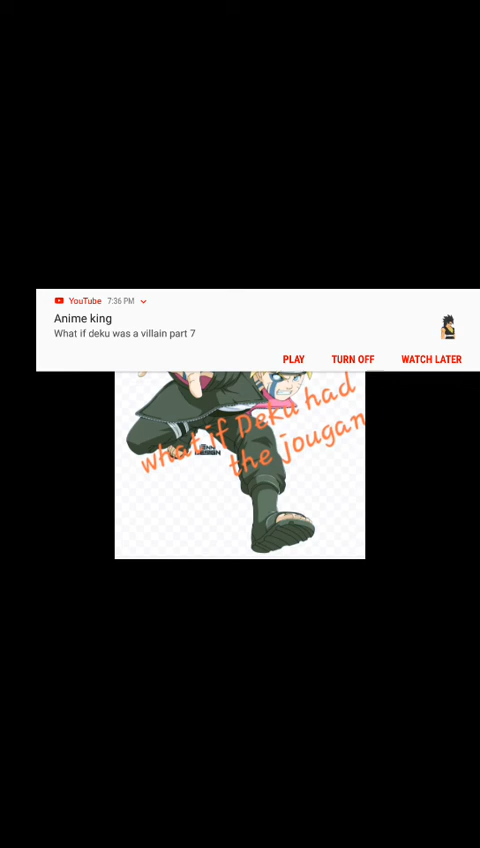 YouTube 7:36 PM
Anime king
What if deku was a villain part 7
PLAY TURN OFF WATCH LATER
what if Deku had
the jougan